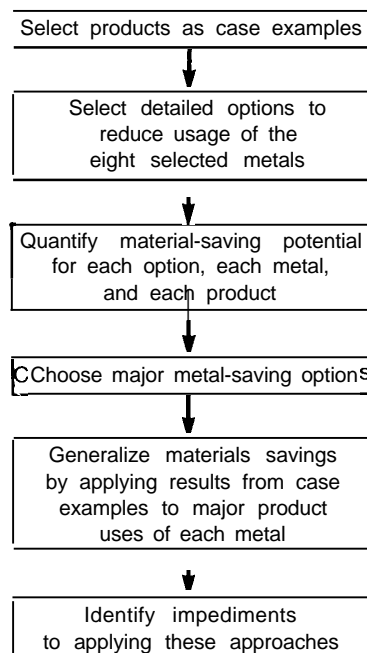 Select products as case examples
Select detailed options to
reduce usage of the
eight selected metals
Quantify material-saving potential
for each option, each metal,
and each product
Choose major metal-saving options
Generalize materials savings
by applying results from case
examples to major product
uses of each metal
Identify impediments
to applying these approaches